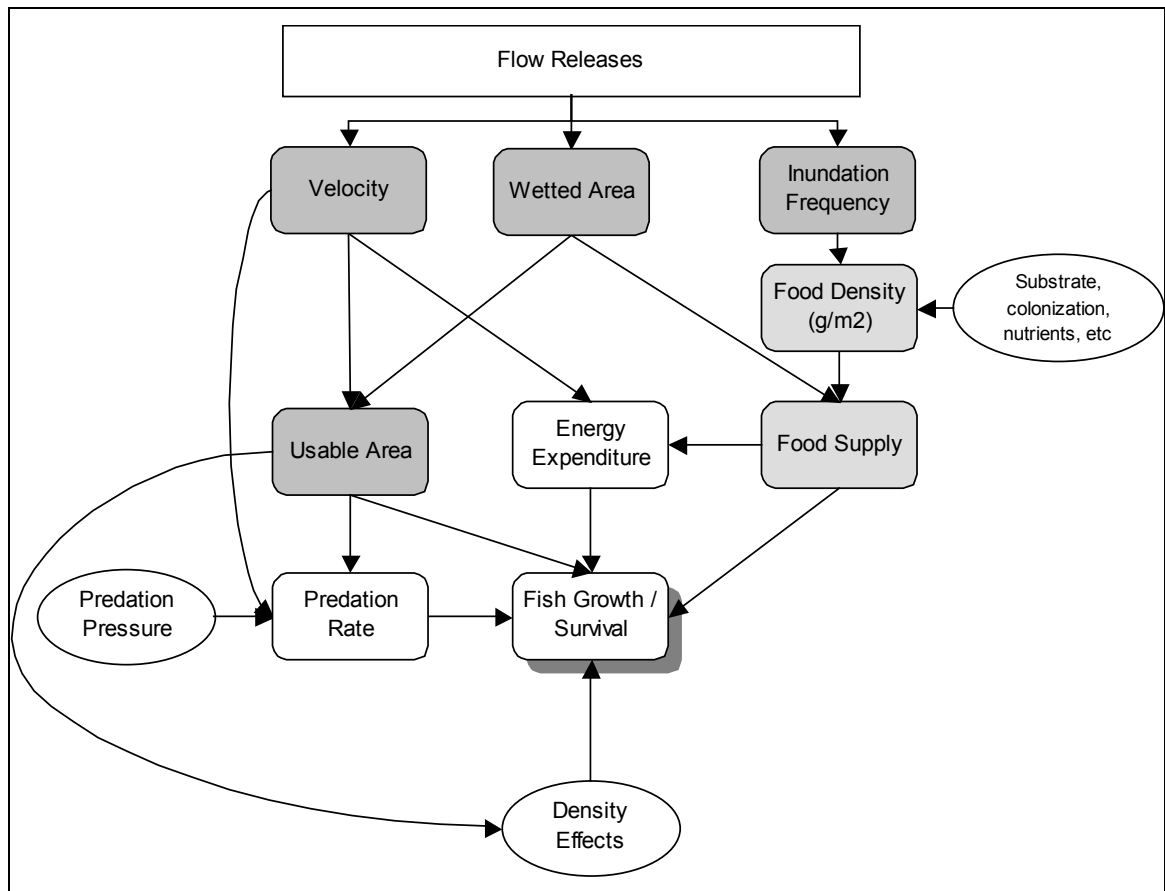 Flow Releases
Velocity
Wetted Area
Inundation
Frequency
Food Density
(g/m2)
Substrate,
colonization,
nutrients, etc
Usable Area
Energy
Expenditure
Food Supply
Predation
Pressure
Predation
Rate
Fish Growth /
Survival
Density
Effects